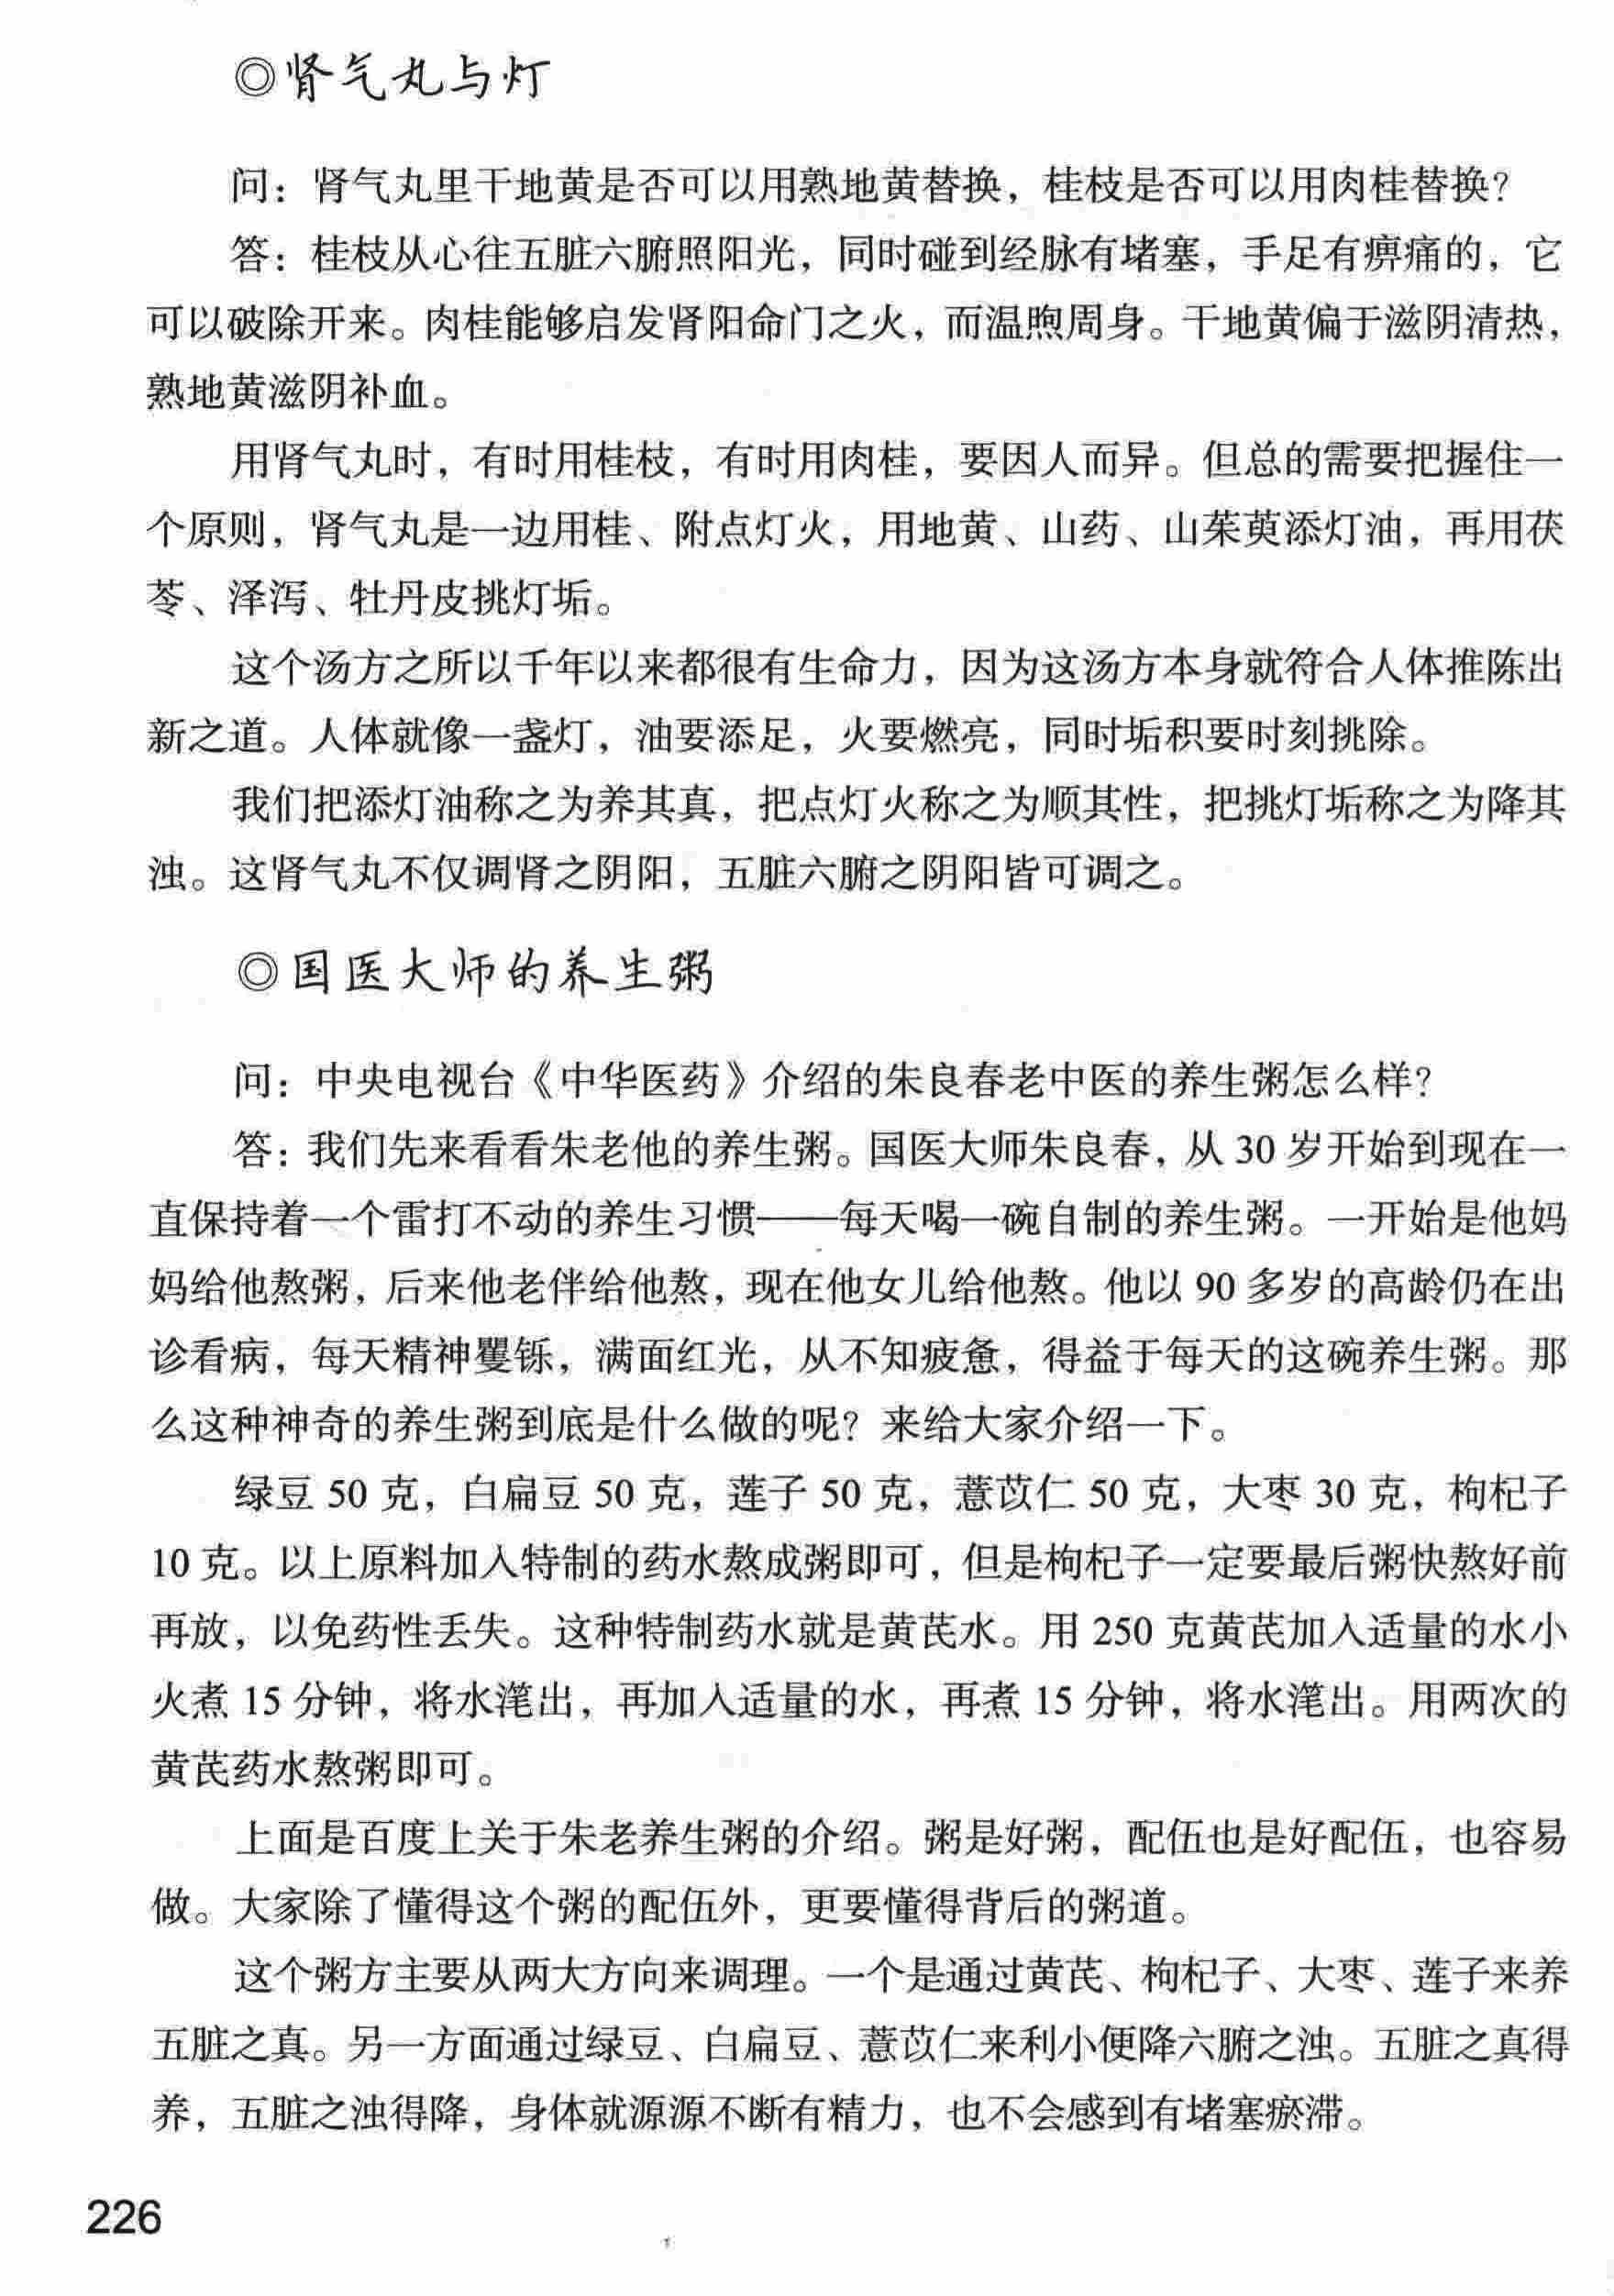 ◎肾气丸与灯
问：肾气丸里干地黄是否可以用熟地黄替换，桂枝是否可以用肉桂替换？
答：桂枝从心往五脏六腑照阳光，同时碰到经脉有堵塞，手足有痹痛的，它
可以破除开来。肉桂能够启发肾阳命门之火，而温煦周身。干地黄偏于滋阴清热，
熟地黄滋阴补血。
用肾气丸时，有时用桂枝，有时用肉桂，要因人而异。但总的需要把握住一
个原则，肾气丸是一边用桂、附点灯火，用地黄、山药、山茱萸添灯油，再用茯
苓、泽泻、牡丹皮挑灯垢。
这个汤方之所以千年以来都很有生命力，因为这汤方本身就符合人体推陈出
新之道。人体就像一盏灯，油要添足，火要燃亮，同时垢积要时刻挑除。
我们把添灯油称之为养其真，把点灯火称之为顺其性，把挑灯垢称之为降其
浊。这肾气丸不仅调肾之阴阳，五脏六腑之阴阳皆可调之。
◎国医大师的养生粥
问：中央电视台《中华医药》介绍的朱良春老中医的养生粥怎么样？
答：我们先来看看朱老他的养生粥。国医大师朱良春，从 30 岁开始到现在一
直保持着一个雷打不动的养生习惯——每天喝一碗自制的养生粥。一开始是他妈
妈给他熬粥，后来他老伴给他熬，现在他女儿给他熬。他以 90 多岁的高龄仍在出
诊看病，每天精神矍铄，满面红光，从不知疲惫，得益于每天的这碗养生粥。那
么这种神奇的养生粥到底是什么做的呢？来给大家介绍一下。
绿豆 50 克，白扁豆 50 克，莲子 50 克，薏苡仁 50 克，大枣 30 克，枸杞子
10 克。以上原料加入特制的药水熬成粥即可，但是枸杞子一定要最后粥快熬好前
再放，以免药性丢失。这种特制药水就是黄芪水。用 250 克黄芪加入适量的水小
火煮 15 分钟，将水滗出，再加入适量的水，再煮 15 分钟，将水滗出。用两次的
黄芪药水熬粥即可。
上面是百度上关于朱老养生粥的介绍。粥是好粥，配伍也是好配伍，也容易
做。大家除了懂得这个粥的配伍外，更要懂得背后的粥道。
这个粥方主要从两大方向来调理。一个是通过黄芪、枸杞子、大枣、莲子来养
五脏之真。另一方面通过绿豆、白扁豆、薏苡仁来利小便降六腑之浊。五脏之真得
养，五脏之浊得降，身体就源源不断有精力，也不会感到有堵塞瘀滞。
226